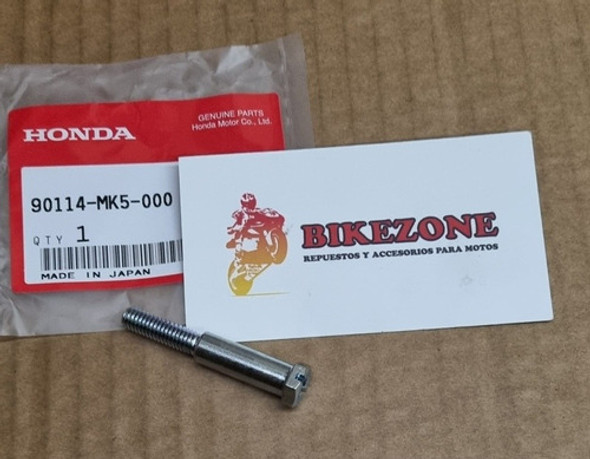 GENUINE PARTS
Honda Motor Co., Ltd.
HONDA
90114-MK5-000
QTY 1
MADE IN JAPAN
BIKEZONE
REPUESTOS Y ACCESORIOS PARA MOTOS